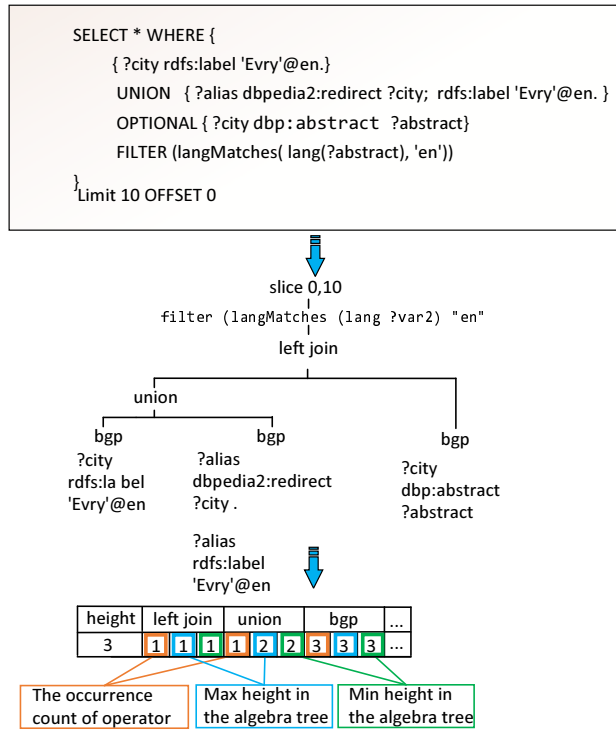 SELECT * WHERE {
{ ?city rdfs:label 'Evry'@en.}
UNION { ?alias dbpedia2:redirect ?city; rdfs:label 'Evry'@en. }
OPTIONAL { ?city dbp:abstract ?abstract}
FILTER (langMatches( lang(?abstract), 'en'))
}
Limit 10 OFFSET 0
slice 0,10
filter (langMatches (lang ?var2) "en"
left join
union
bgp
?city
rdfs:la bel
'Evry'@en
bgp
?alias
dbpedia2:redirect
?city .
?alias
rdfs:label
'Evry'@en
bgp
?city
dbp:abstract
?abstract
height left join union bgp ...
3 1 1 1 1 2 2 3 3 3 ...
The occurrence
count of operator
Max height in
the algebra tree
Min height in
the algebra tree